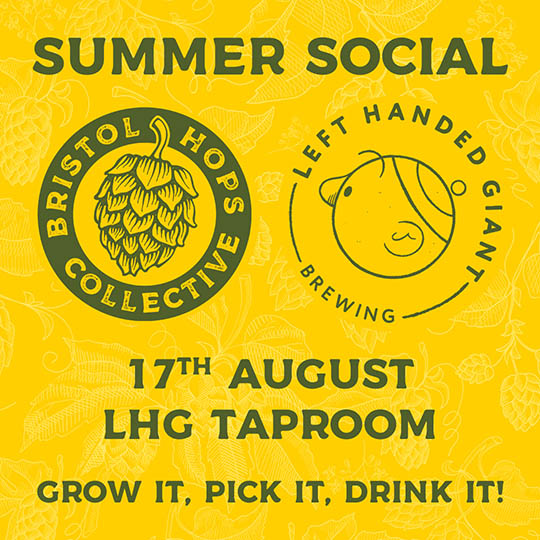 SUMMER SOCIAL
BRISTOL HOPS
COLLECTIVE
LEFT HANDED GIANT
BREWING
17TH AUGUST
LHG TAPROOM
GROW IT, PICK IT, DRINK IT!